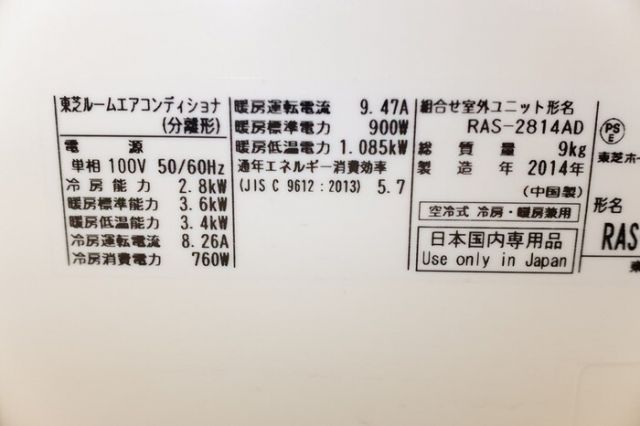 東芝ルームエアコンディショナ
(分離形)
電源
単相 100V 50/60Hz
冷房能力 2.8kW
暖房標準能力 3.6kW
暖房低温能力 3.4kW
冷房運転電流 8.26A
冷房消費電力 760W
暖房運転電流 9.47A
暖房標準電力 900W
暖房低温電力 1.085kW
通年エネルギー消費効率
(JIS C 9612:2013) 5.7
組合せ室外ユニット形名
RAS-2814AD
総質量 9kg
製造年 2014年
(中国製)
空冷式 冷房・暖房兼用
日本国内専用品
Use only in Japan
PS
E
東芝ホー
形名
RAS